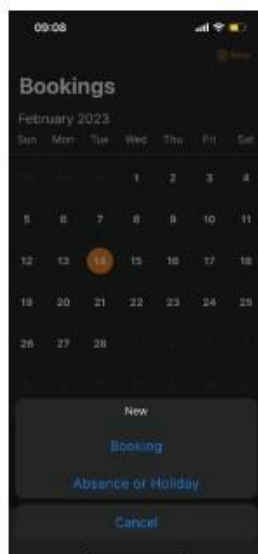 09:08
New
Bookings
February 2023
Sun Mon Tue Wed Thu Fri Sat
1 2 3 4
5 6 7 8 9 10 11
12 13 14 15 16 17 18
19 20 21 22 23 24 25
26 27 28
New
Booking
Absence or Holiday
Cancel